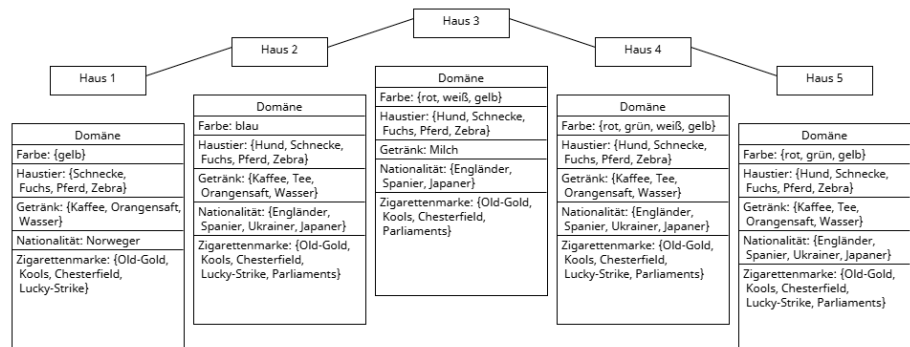 Haus 3
Haus 2
Haus 4
Haus 1
Haus 5
Domäne
Farbe: {gelb}
Haustier: {Schnecke,
Fuchs, Pferd, Zebra}
Getränk: {Kaffee, Orangensaft,
Wasser}
Nationalität: Norweger
Zigarettenmarke: {Old-Gold,
Kools, Chesterfield,
Lucky-Strike}
Domäne
Farbe: blau
Haustier: {Hund, Schnecke,
Fuchs, Pferd, Zebra}
Getränk: {Kaffee, Tee,
Orangensaft, Wasser}
Nationalität: {Engländer,
Spanier, Ukrainer, Japaner}
Zigarettenmarke: {Old-Gold,
Kools, Chesterfield,
Lucky-Strike, Parliaments}
Domäne
Farbe: {rot, weiß, gelb}
Haustier: {Hund, Schnecke,
Fuchs, Pferd, Zebra}
Getränk: Milch
Nationalität: {Engländer,
Spanier, Japaner}
Zigarettenmarke: {Old-Gold,
Kools, Chesterfield,
Parliaments}
Domäne
Farbe: {rot, grün, weiß, gelb}
Haustier: {Hund, Schnecke,
Fuchs, Pferd, Zebra}
Getränk: {Kaffee, Tee,
Orangensaft, Wasser}
Nationalität: {Engländer,
Spanier, Ukrainer, Japaner}
Zigarettenmarke: {Old-Gold,
Kools, Chesterfield,
Lucky-Strike, Parliaments}
Domäne
Farbe: {rot, grün, gelb}
Haustier: {Hund, Schnecke,
Fuchs, Pferd, Zebra}
Getränk: {Kaffee, Tee,
Orangensaft, Wasser}
Nationalität: {Engländer,
Spanier, Ukrainer, Japaner}
Zigarettenmarke: {Old-Gold,
Kools, Chesterfield,
Lucky-Strike, Parliaments}